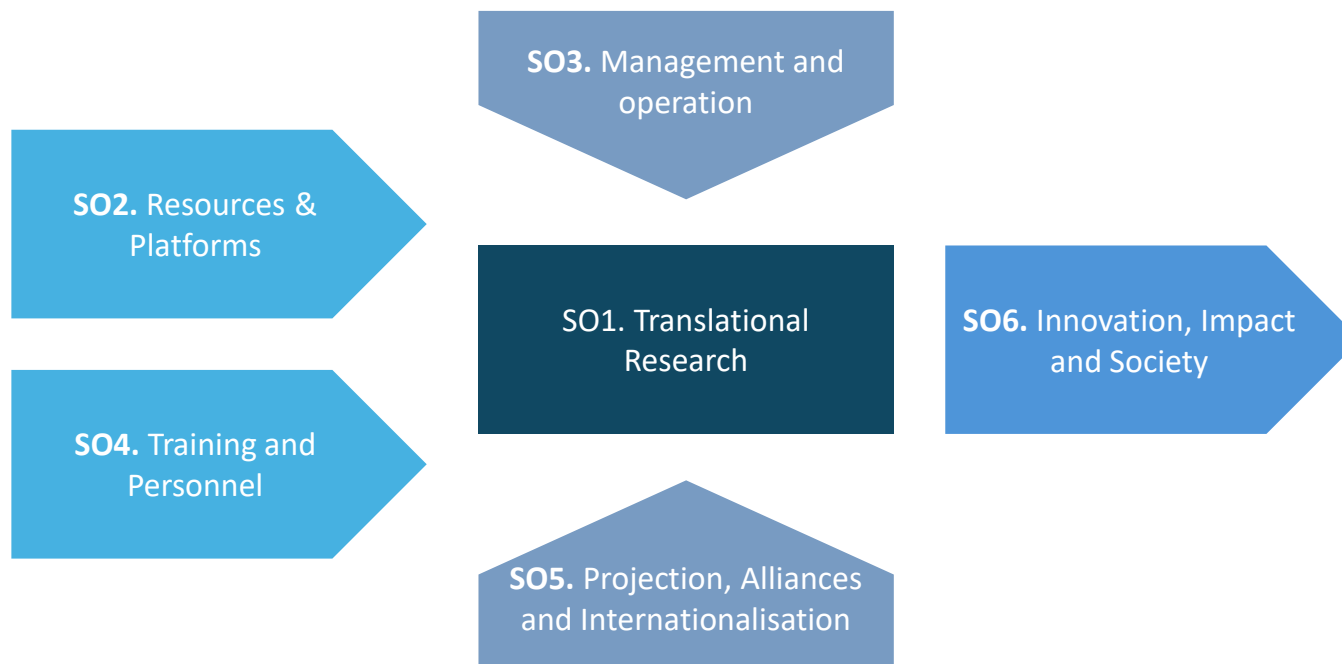 SO3. Management and
operation
SO2. Resources &
Platforms
SO1. Translational
Research
SO6. Innovation, Impact
and Society
SO4. Training and
Personnel
SO5. Projection, Alliances
and Internationalisation